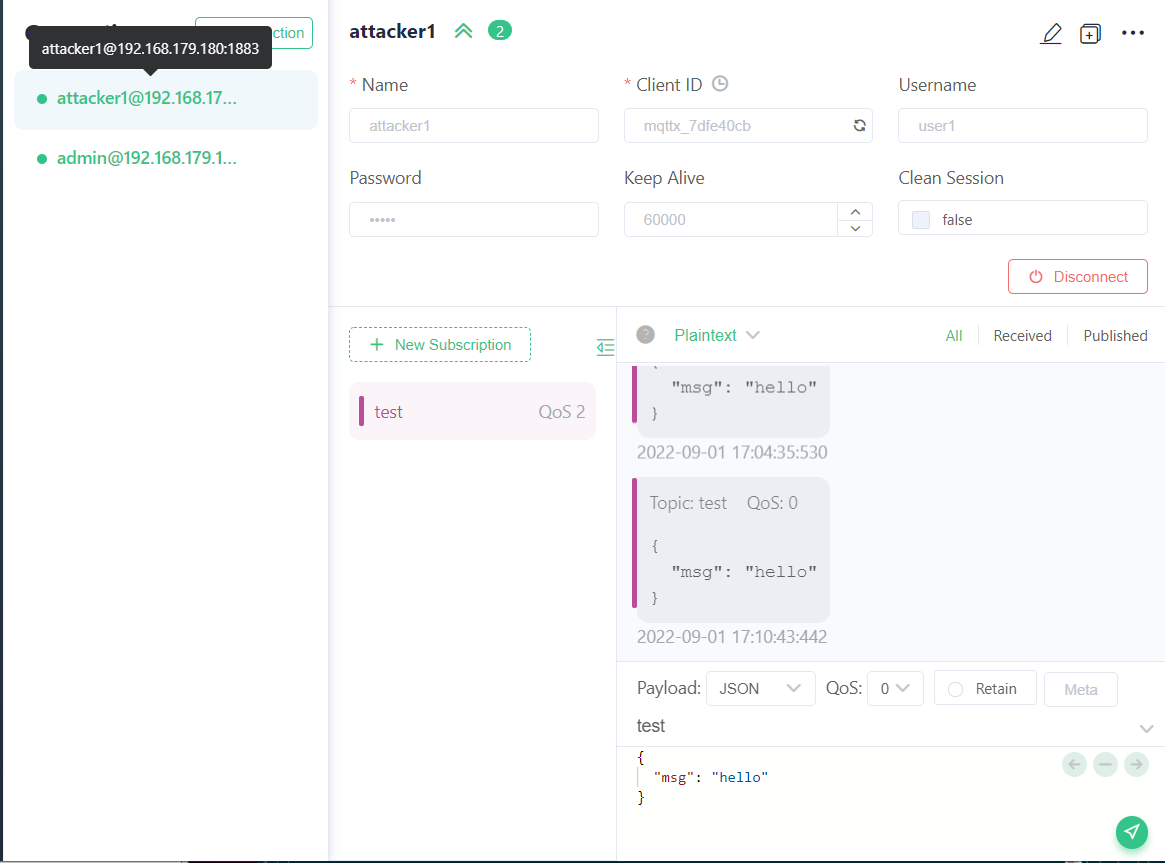 ction
attacker1@192.168.179.180:1883
attacker1@192.168.17...
admin@192.168.179.1...
attacker1 2
* Name
* Client ID
Username
attacker1
mqttx_7dfe40cb
user1
Password
Keep Alive
Clean Session
•••••
60000
false
Disconnect
+ New Subscription
test QoS 2
? Plaintext
All Received Published
{
"msg": "hello"
}
2022-09-01 17:04:35:530
Topic: test QoS: 0
{
"msg": "hello"
}
2022-09-01 17:10:43:442
Payload: JSON QoS: 0 Retain Meta
test
{
"msg": "hello"
}